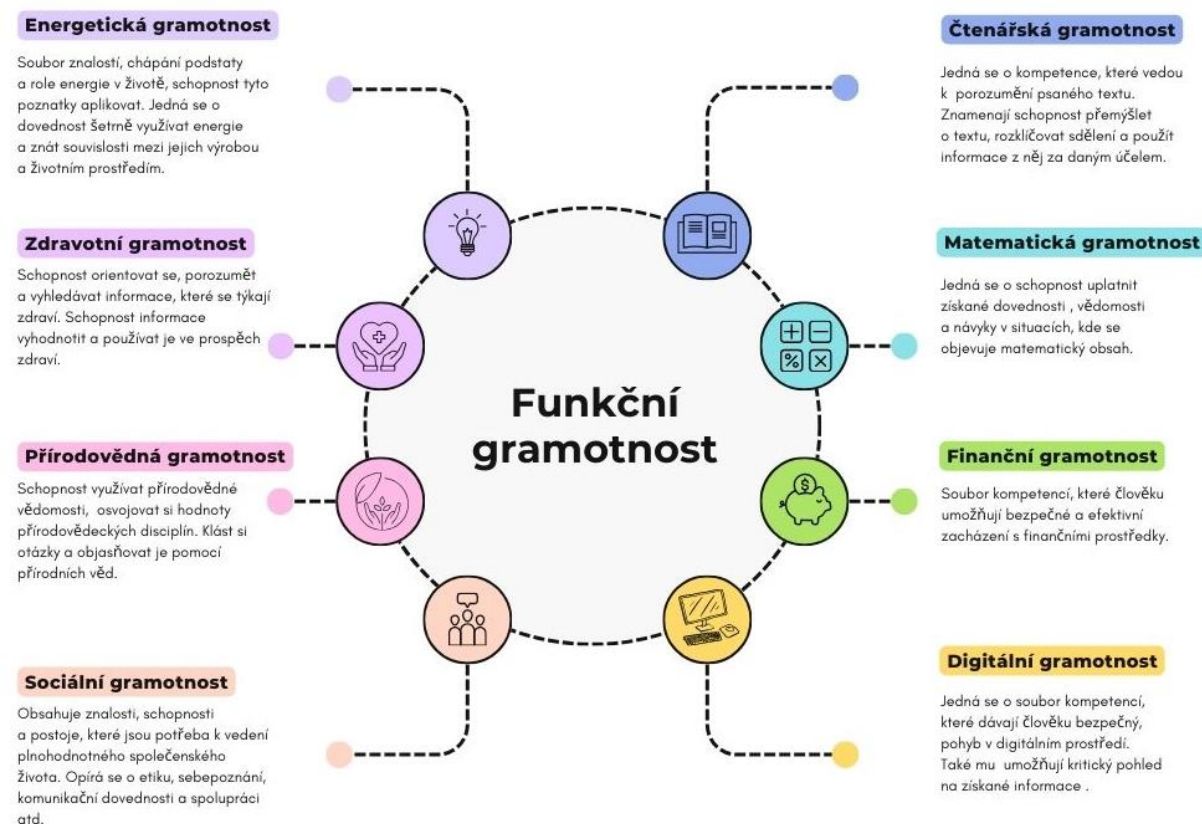 Energetická gramotnost
Soubor znalostí, chápání podstaty
a role energie v životě, schopnost tyto
poznatky aplikovat. Jedná se o
dovednost šetrně využívat energie
a znát souvislosti mezi jejich výrobou
a životním prostředím.
Zdravotní gramotnost
Schopnost orientovat se, porozumět
a vyhledávat informace, které se týkají
zdraví. Schopnost informace
vyhodnotit a používat je ve prospěch
zdraví.
Přírodovědná gramotnost
Schopnost využívat přírodovědné
vědomosti, osvojovat si hodnoty
přírodovědeckých disciplín. Klást si
otázky a objasňovat je pomocí
přírodních věd.
Sociální gramotnost
Obsahuje znalosti, schopnosti
a postoje, které jsou potřeba k vedení
plnohodnotného společenského
života. Opírá se o etiku, sebepoznání,
komunikační dovednosti a spolupráci
atd.
Funkční
gramotnost
Čtenářská gramotnost
Jedná se o kompetence, které vedou
k porozumění psaného textu.
Znamenají schopnost přemýšlet
o textu, rozklíčovat sdělení a použít
informace z něj za daným účelem.
Matematická gramotnost
Jedná se o schopnost uplatnit
získané dovednosti , vědomosti
a návyky v situacích, kde se
objevuje matematický obsah.
Finanční gramotnost
Soubor kompetencí, které člověku
umožňují bezpečné a efektivní
zacházení s finančními prostředky.
Digitální gramotnost
Jedná se o soubor kompetencí,
které dávají člověku bezpečný,
pohyb v digitálním prostředí.
Také mu umožňují kritický pohled
na získané informace .